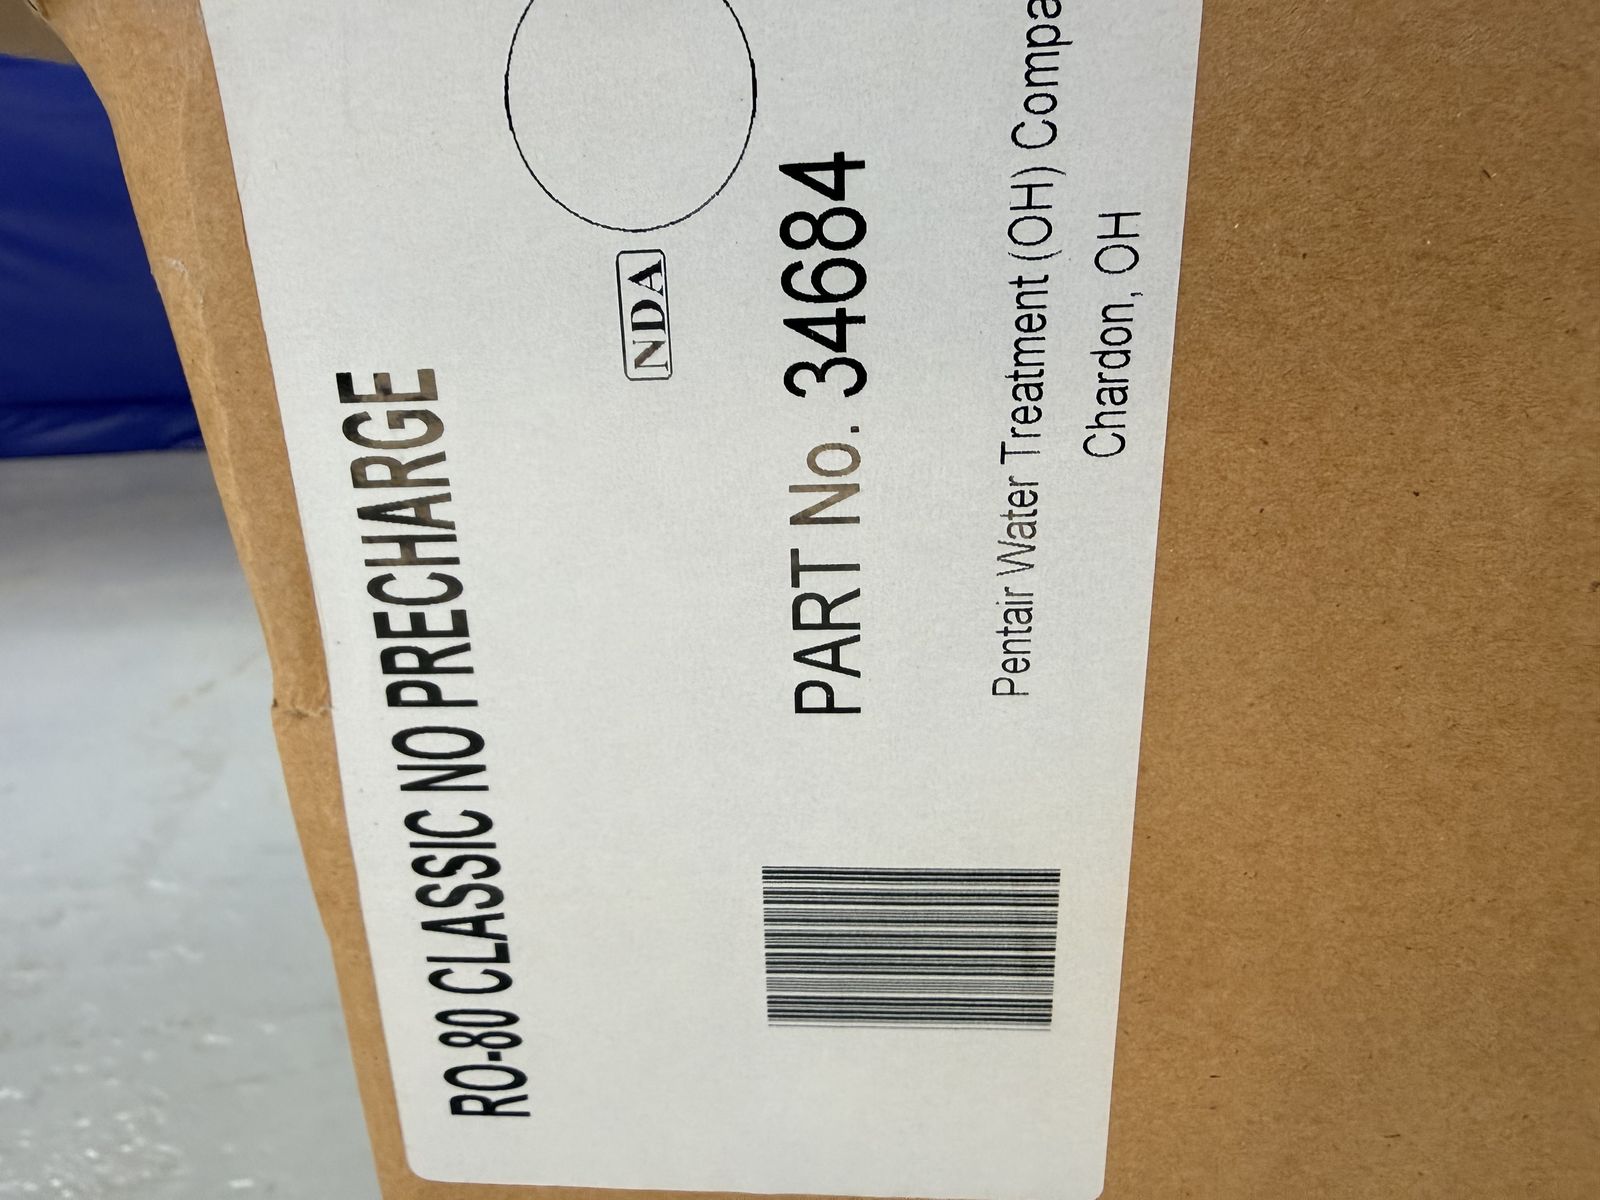 RO-80 CLASSIC NO PRECHARGE
NDA
PART No. 34684
Pentair Water Treatment (OH)
Chardon, OH